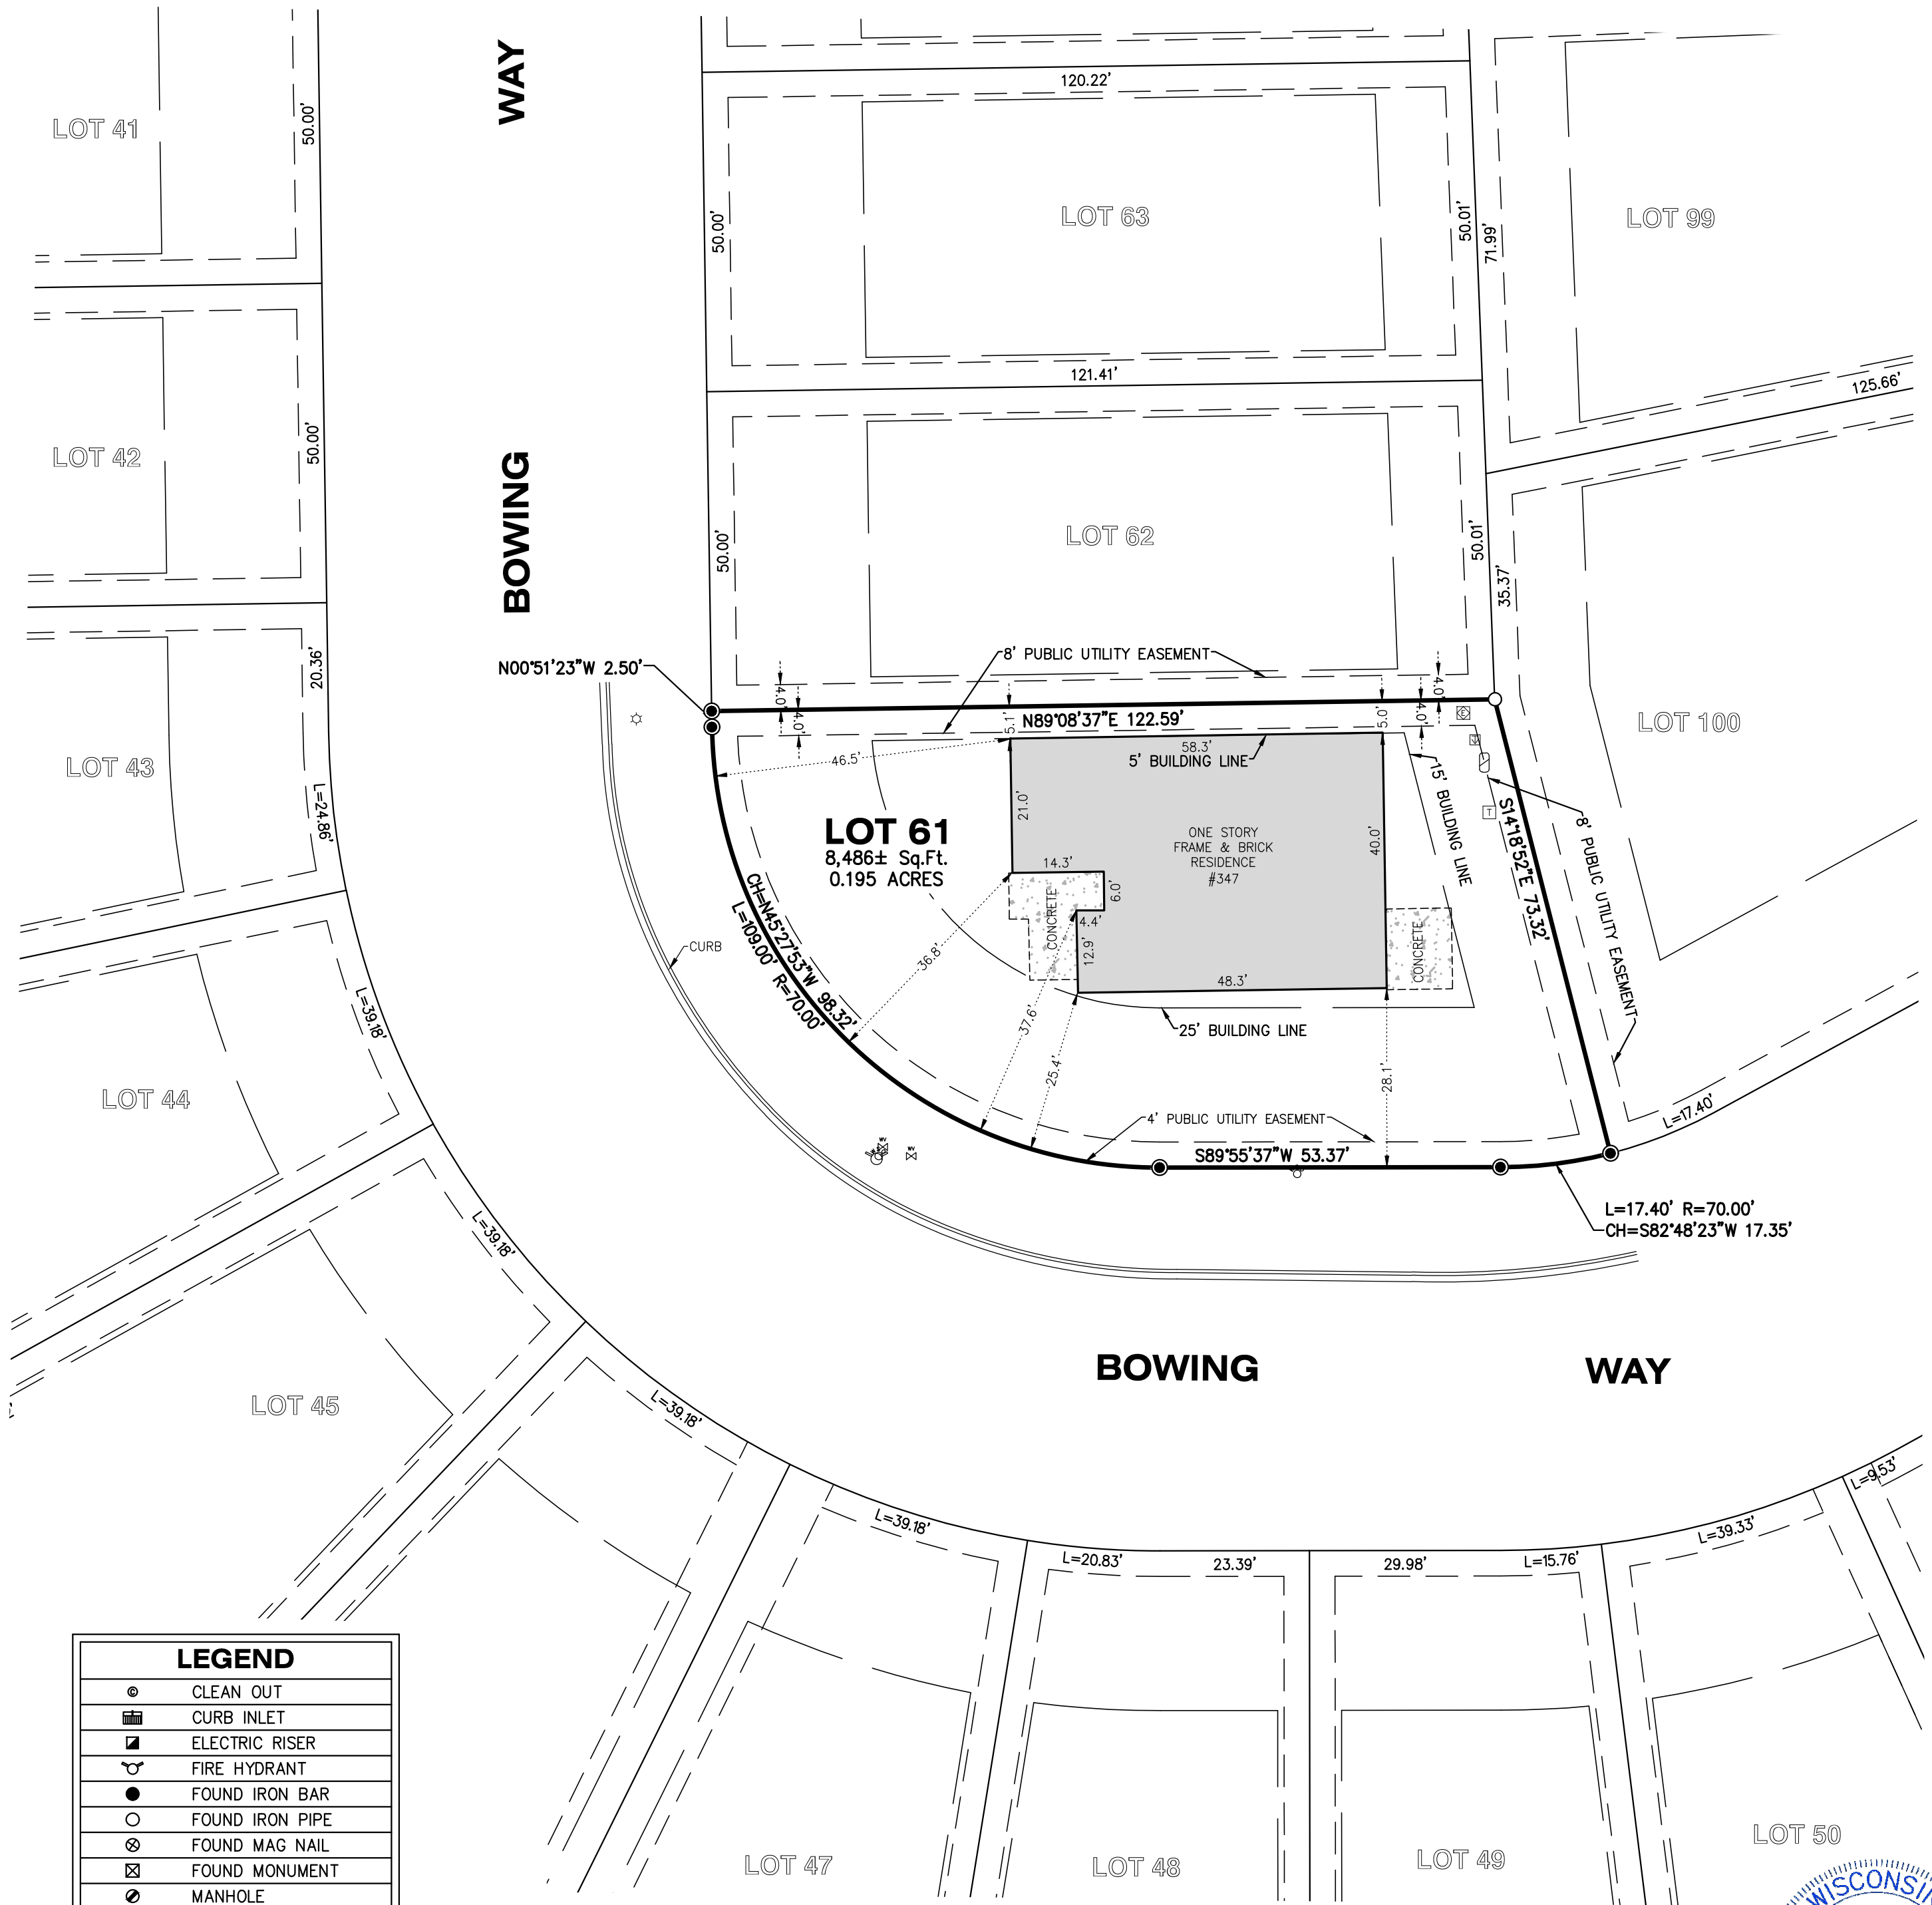 WAY
BOWING
LOT 41
50.00'
LOT 42
50.00'
LOT 43
20.36'
L=24.86'
LOT 44
L=39.18'
LOT 45
L=39.18'
L=39.18'
120.22'
LOT 63
50.00'
50.01'
71.99'
LOT 99
121.41'
125.66'
LOT 62
50.00'
50.01'
35.37'
LOT 100
N00°51'23"W 2.50'
8' PUBLIC UTILITY EASEMENT
4.0'
4.0'
5.1'
N89°08'37"E 122.59'
5.0'
4.0'
4.0'
E
58.3'
5' BUILDING LINE
46.5'
15' BUILDING LINE
T
S14°18'52"E 73.32'
8' PUBLIC UTILITY EASEMENT
LOT 61
8,486± Sq.Ft.
0.195 ACRES
21.0'
ONE STORY
FRAME & BRICK
RESIDENCE
#347
40.0'
14.3'
6.0'
4.4'
12.9'
CONCRETE
CONCRETE
48.3'
CURB
CH=N45°27'53"W 98.32'
L=109.00' R=70.00'
36.8'
37.6'
25.4'
28.1'
25' BUILDING LINE
4' PUBLIC UTILITY EASEMENT
S89°55'37"W 53.37'
WV
WV
L=17.40'
L=17.40' R=70.00'
CH=S82°48'23"W 17.35'
BOWING WAY
L=39.18'
L=20.83'
23.39'
29.98'
L=15.76'
L=39.33'
L=9.53'
LOT 47
LOT 48
LOT 49
LOT 50
LEGEND
CLEAN OUT
CURB INLET
ELECTRIC RISER
FIRE HYDRANT
FOUND IRON BAR
FOUND IRON PIPE
FOUND MAG NAIL
FOUND MONUMENT
MANHOLE
WISCONSIN